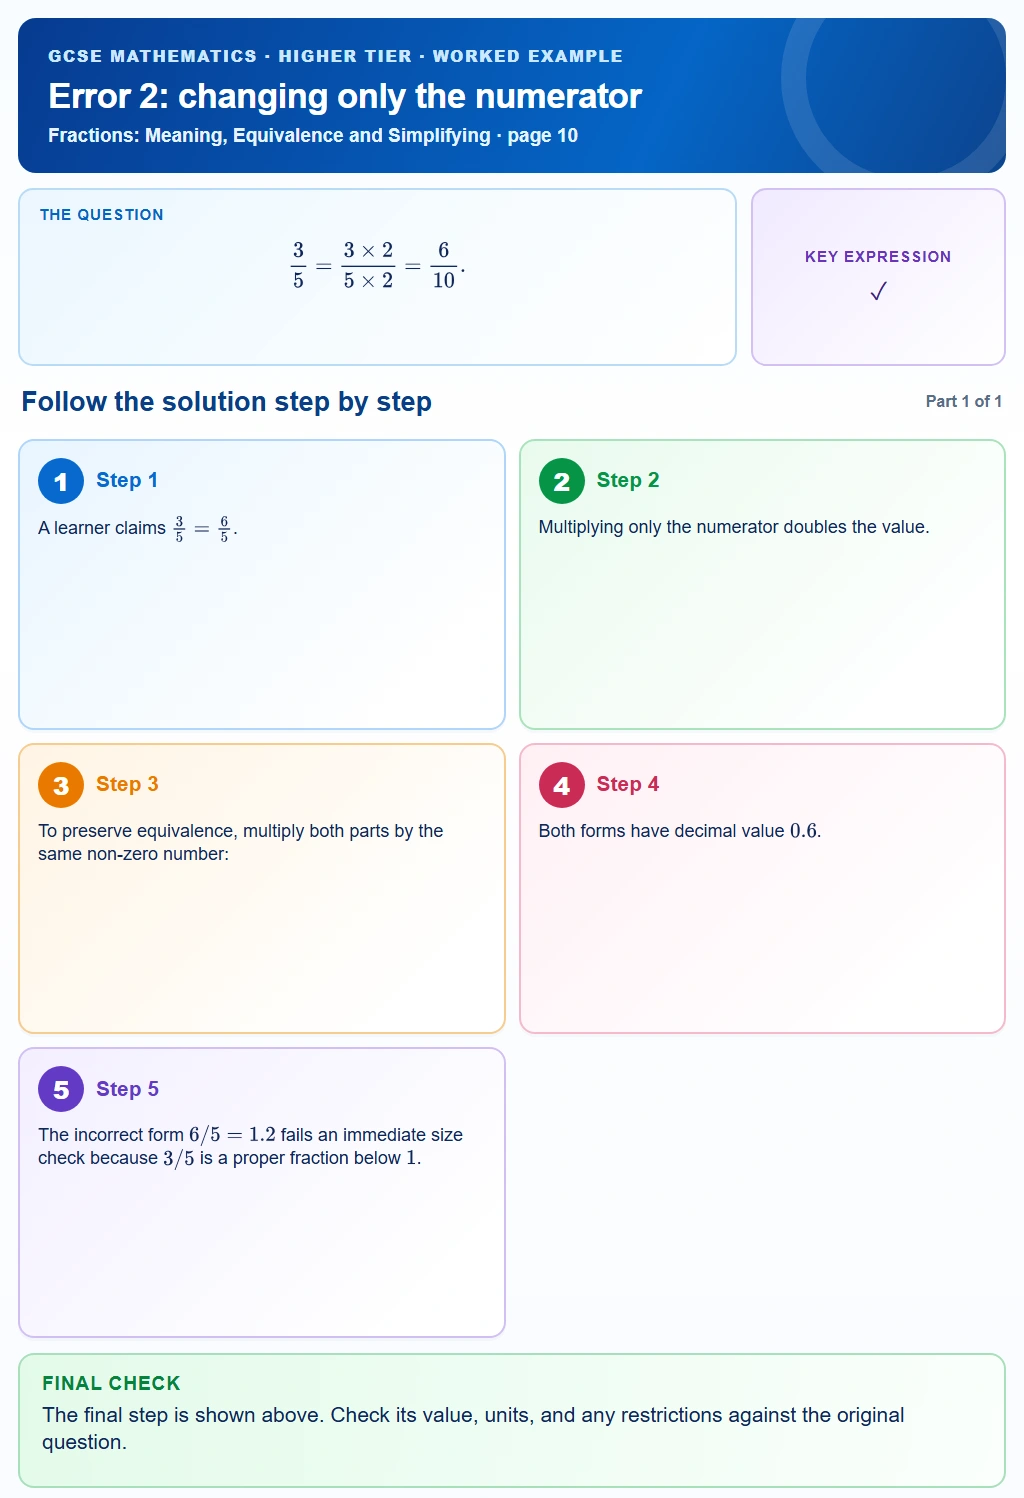 GCSE MATHEMATICS · HIGHER TIER · WORKED EXAMPLE
Error 2: changing only the numerator
Fractions: Meaning, Equivalence and Simplifying · page 10
THE QUESTION
3/5 = (3 × 2)/(5 × 2) = 6/10.
KEY EXPRESSION
✓
Follow the solution step by step
Part 1 of 1
1 Step 1
A learner claims 3/5 = 6/5.
2 Step 2
Multiplying only the numerator doubles the value.
3 Step 3
To preserve equivalence, multiply both parts by the
same non-zero number:
4 Step 4
Both forms have decimal value 0.6.
5 Step 5
The incorrect form 6/5 = 1.2 fails an immediate size
check because 3/5 is a proper fraction below 1.
FINAL CHECK
The final step is shown above. Check its value, units, and any restrictions against the original
question.